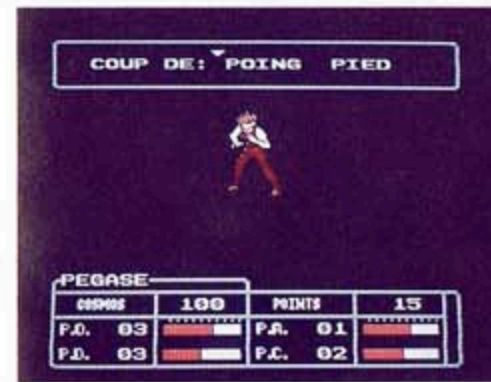 COUP DE: POING PIED
PEGASE
COSMOS 100 POINTS 15
P.O. 03 P.A. 01
P.D. 03 P.C. 02